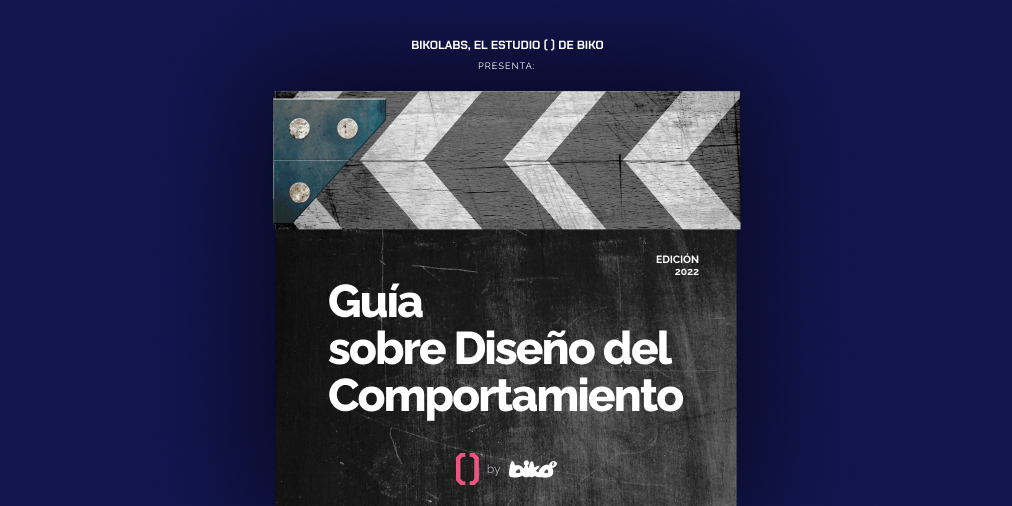 BIKOLABS, EL ESTUDIO [ ] DE BIKO
PRESENTA:
EDICIÓN
2022
Guía
sobre Diseño del
Comportamiento
[] by biko